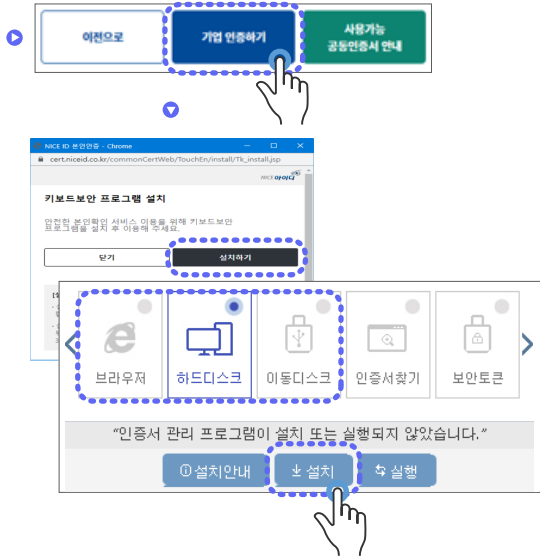 이전으로
기업 인증하기
사용가능
공동인증서 안내
NICE ID 본인인증 - Chrome
cert.niceid.co.kr/commonCertWeb/TouchEn/install/Tk_install.jsp
NICE아이디
키보드보안 프로그램 설치
안전한 본인확인 서비스 이용을 위해 키보드보안
프로그램을 설치 후 이용해 주세요.
닫기
설치하기
브라우저
하드디스크
이동디스크
인증서찾기
보안토큰
“인증서 관리 프로그램이 설치 또는 실행되지 않았습니다.”
설치안내
설치
실행